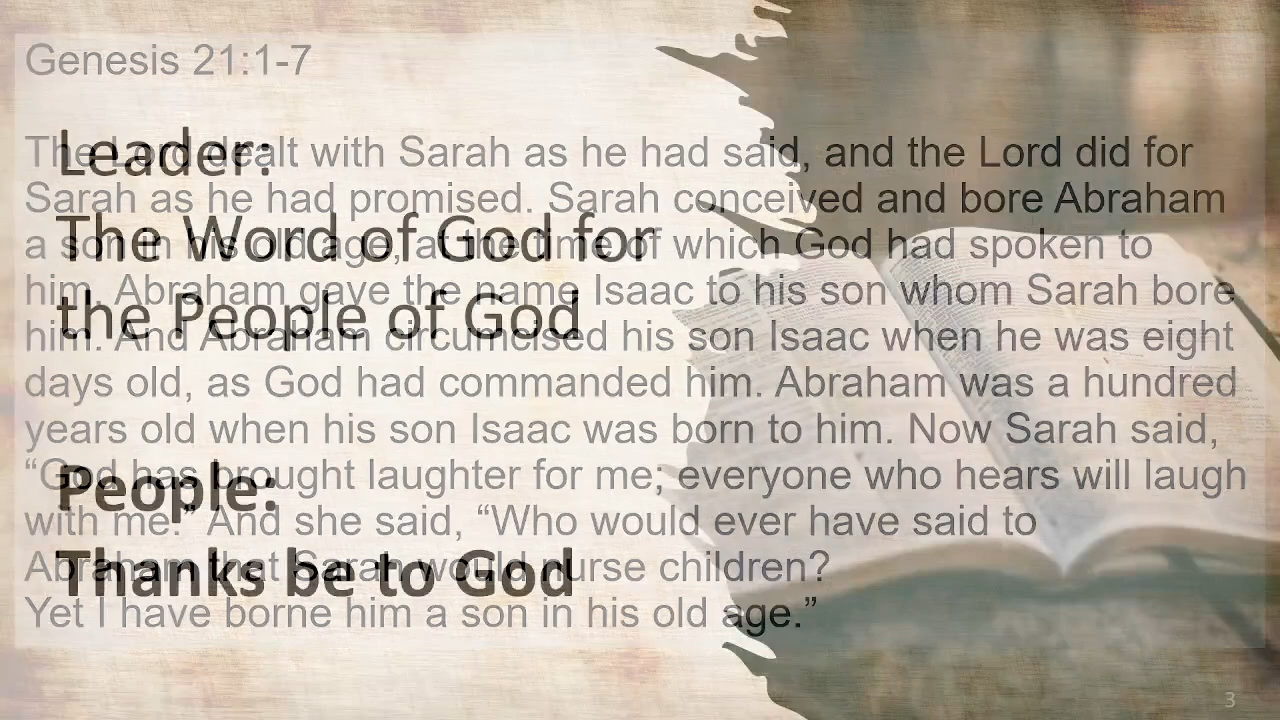 Genesis 21:1-7
The Lord dealt with Sarah as he had said, and the Lord did for
Sarah as he had promised. Sarah conceived and bore Abraham
a son in his old age, at the time of which God had spoken to
him. Abraham gave the name Isaac to his son whom Sarah bore
him. And Abraham circumcised his son Isaac when he was eight
days old, as God had commanded him. Abraham was a hundred
years old when his son Isaac was born to him. Now Sarah said,
“God has brought laughter for me; everyone who hears will laugh
with me.” And she said, “Who would ever have said to
Abraham that Sarah would nurse children?
Yet I have borne him a son in his old age.”
Leader:
The Word of God for
the People of God
People:
Thanks be to God
3